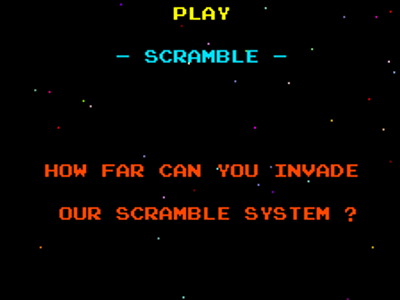 PLAY
- SCRAMBLE -
HOW FAR CAN YOU INVADE
OUR SCRAMBLE SYSTEM ?